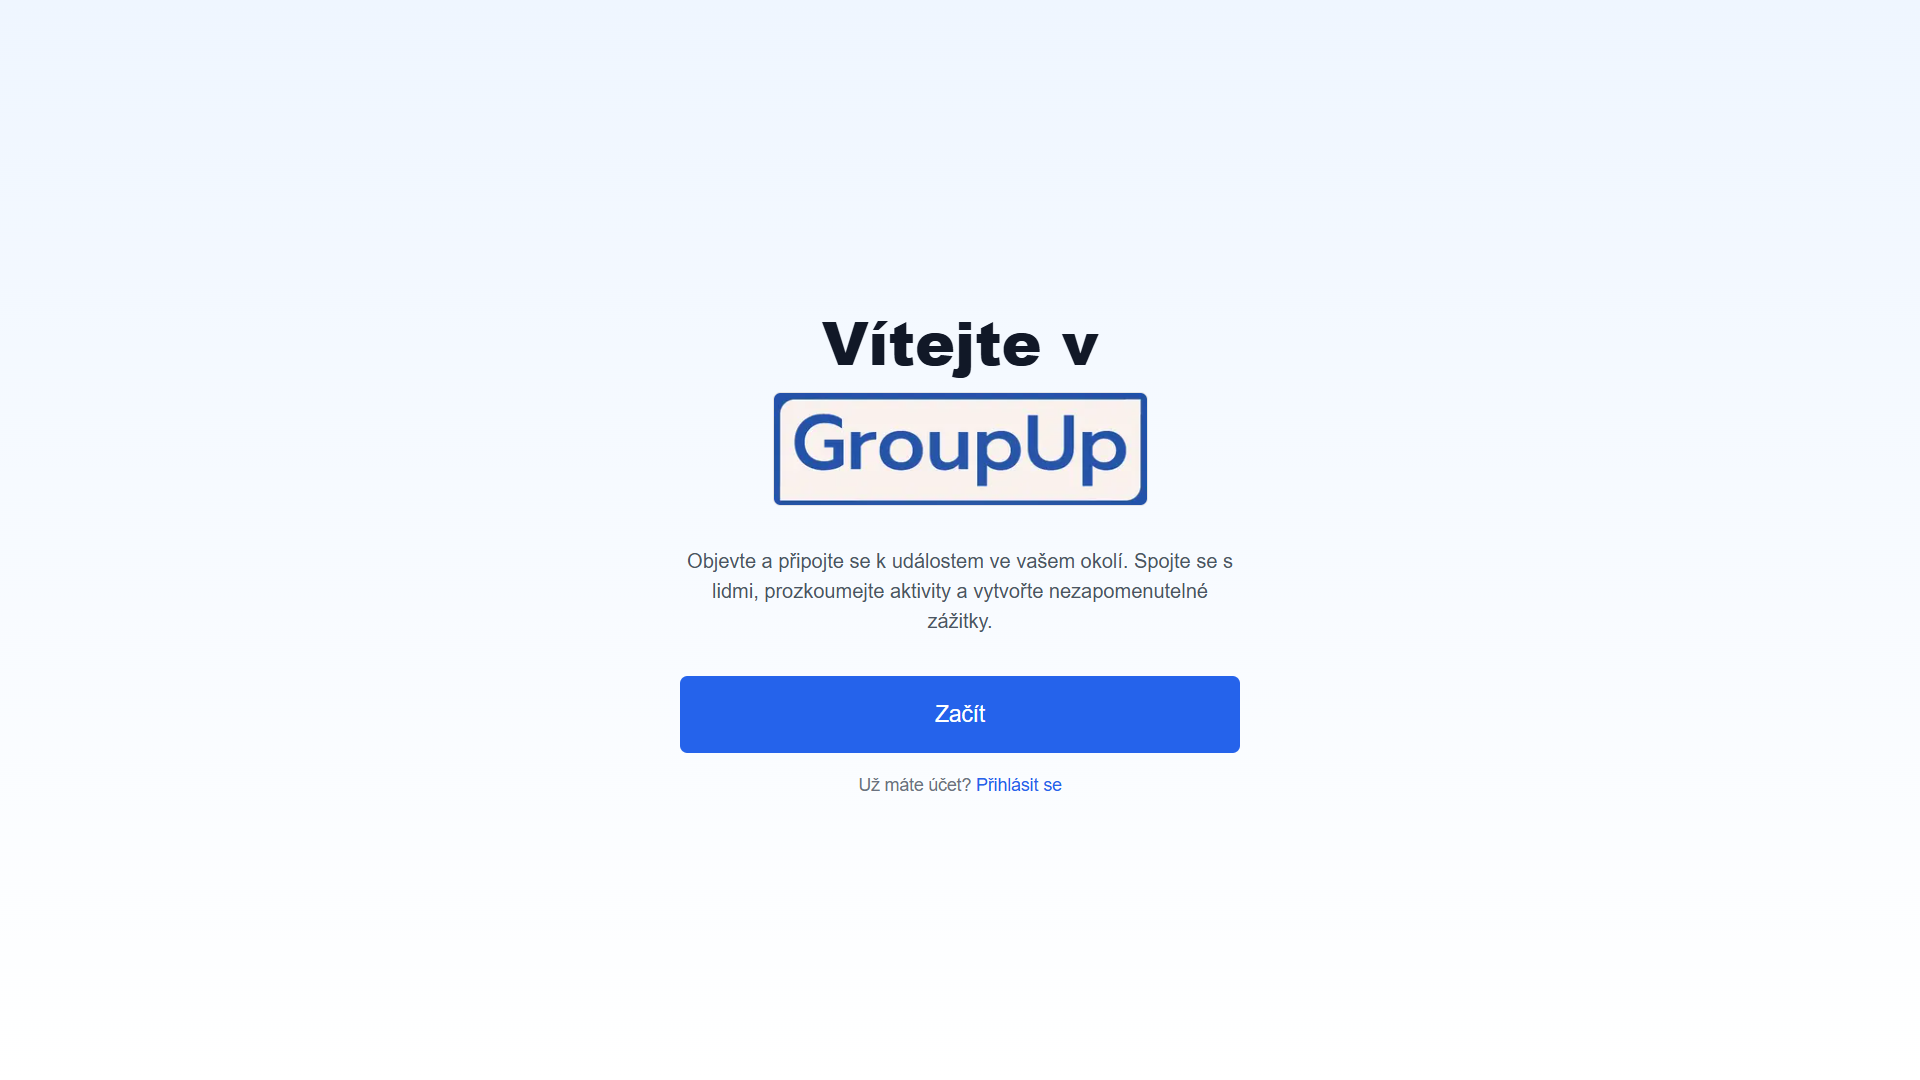 Vítejte v
GroupUp
Objevte a připojte se k událostem ve vašem okolí. Spojte se s
lidmi, prozkoumejte aktivity a vytvořte nezapomenutelné
zážitky.
Začít
Už máte účet? Přihlásit se